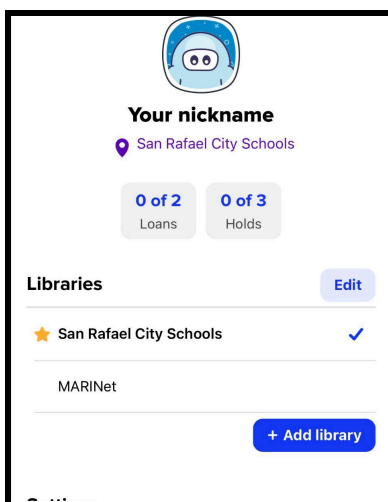 Your nickname
San Rafael City Schools
0 of 2
Loans
0 of 3
Holds
Libraries
Edit
San Rafael City Schools
MARINet
+ Add library